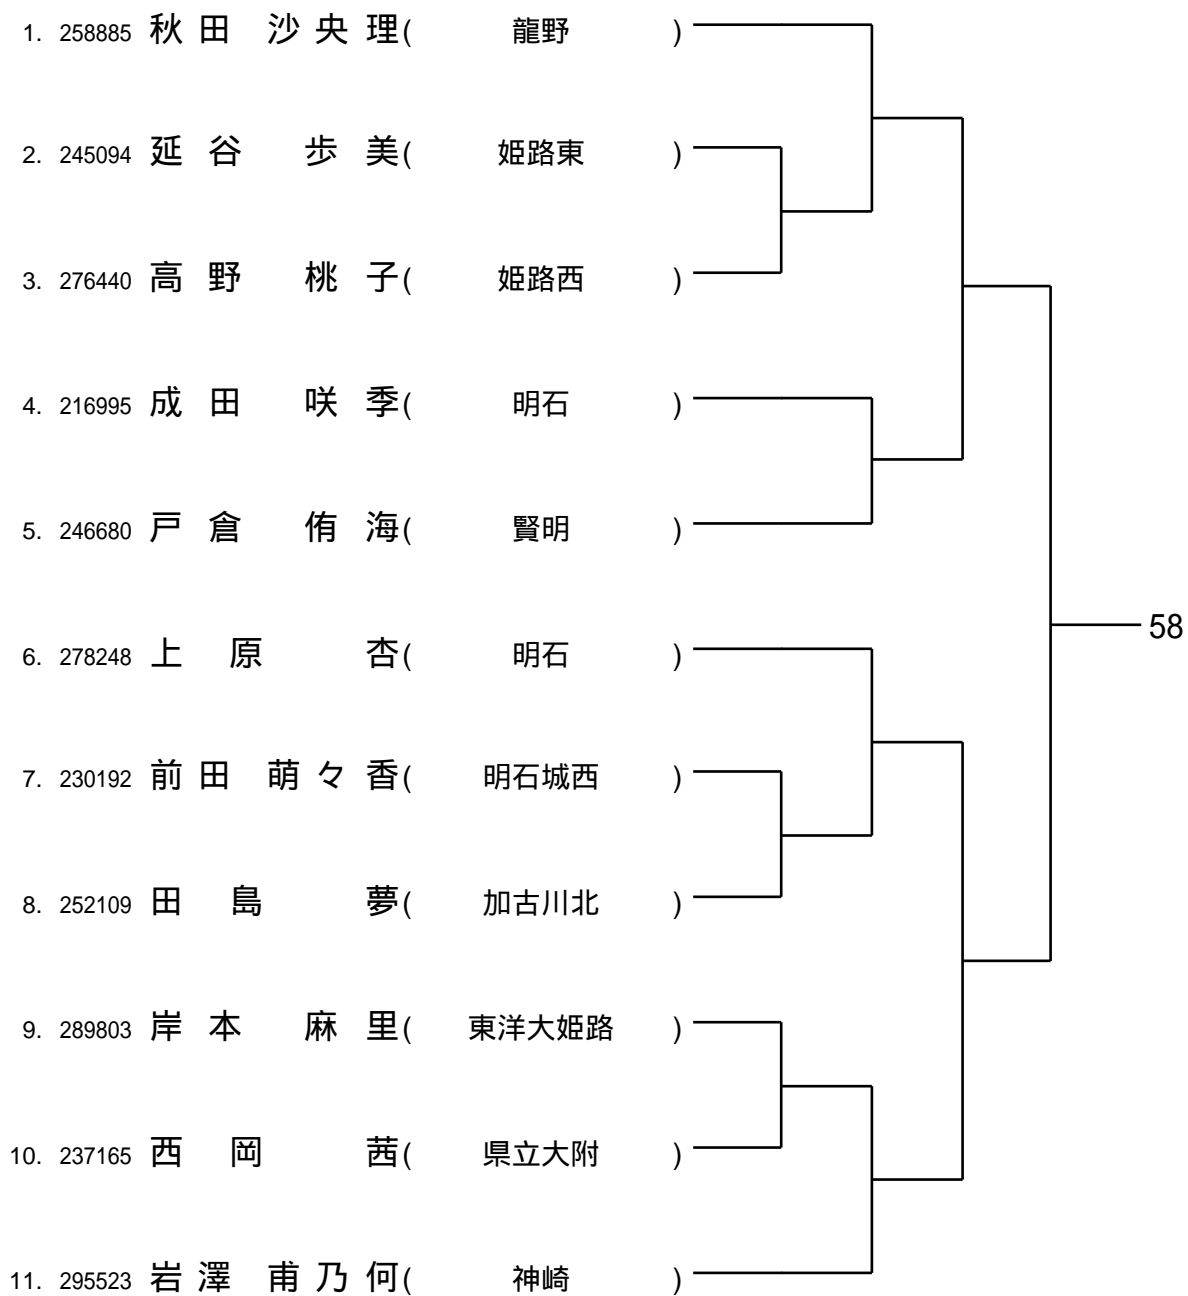 1. 258885 秋田 沙央理( 龍野 )
2. 245094 延谷 歩美( 姫路東 )
3. 276440 高野 桃子( 姫路西 )
4. 216995 成田 咲季( 明石 )
5. 246680 戸倉 侑海( 賢明 )
58
6. 278248 上原 杏( 明石 )
7. 230192 前田 萌々香( 明石城西 )
8. 252109 田島 夢( 加古川北 )
9. 289803 岸本 麻里( 東洋大姫路 )
10. 237165 西岡 茜( 県立大附 )
11. 295523 岩澤 甫乃何( 神崎 )